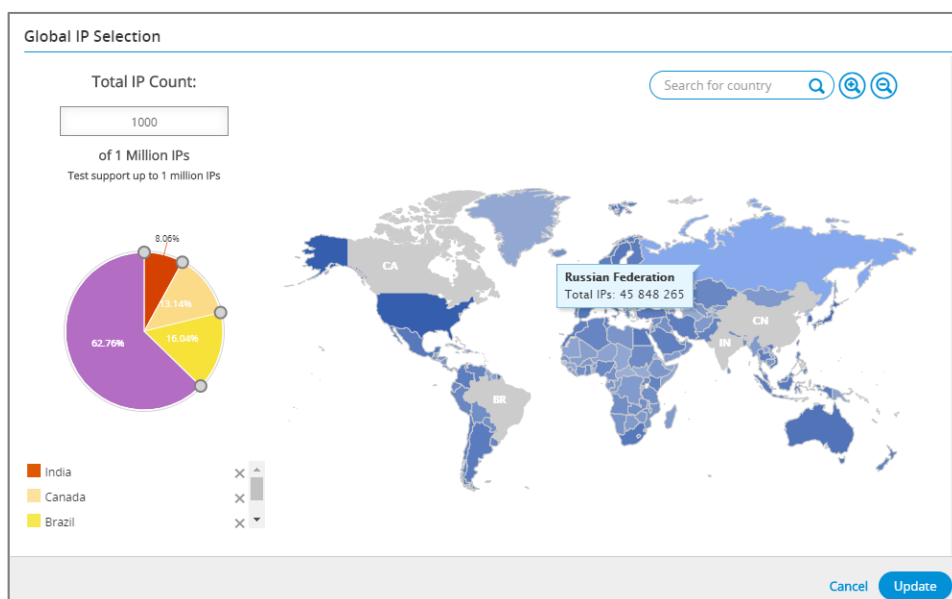 Global IP Selection
Total IP Count:
Search for country
1000
of 1 Million IPs
Test support up to 1 million IPs
8.06%
13.14%
16.04%
62.76%
CA
Russian Federation
Total IPs: 45 848 265
CN
IN
BR
India
Canada
Brazil
Cancel
Update